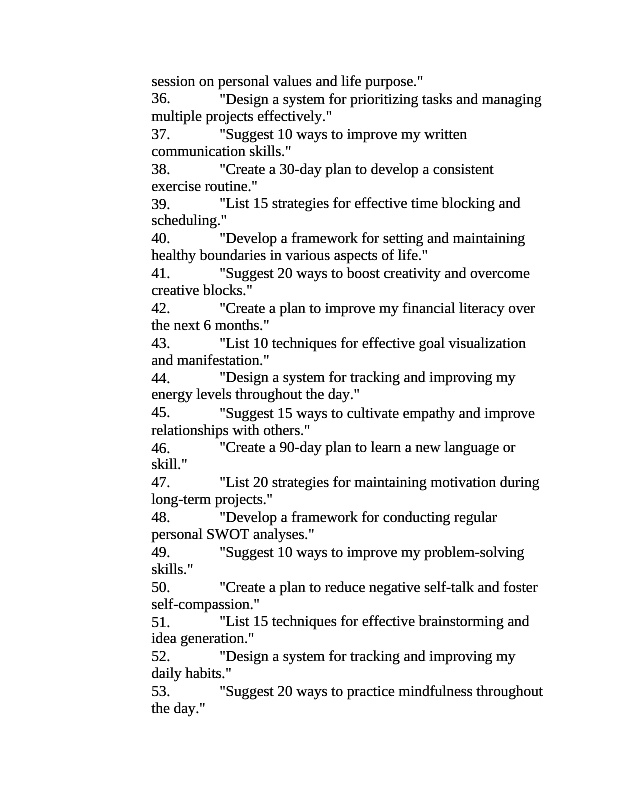 session on personal values and life purpose."
36. "Design a system for prioritizing tasks and managing
multiple projects effectively."
37. "Suggest 10 ways to improve my written
communication skills."
38. "Create a 30-day plan to develop a consistent
exercise routine."
39. "List 15 strategies for effective time blocking and
scheduling."
40. "Develop a framework for setting and maintaining
healthy boundaries in various aspects of life."
41. "Suggest 20 ways to boost creativity and overcome
creative blocks."
42. "Create a plan to improve my financial literacy over
the next 6 months."
43. "List 10 techniques for effective goal visualization
and manifestation."
44. "Design a system for tracking and improving my
energy levels throughout the day."
45. "Suggest 15 ways to cultivate empathy and improve
relationships with others."
46. "Create a 90-day plan to learn a new language or
skill."
47. "List 20 strategies for maintaining motivation during
long-term projects."
48. "Develop a framework for conducting regular
personal SWOT analyses."
49. "Suggest 10 ways to improve my problem-solving
skills."
50. "Create a plan to reduce negative self-talk and foster
self-compassion."
51. "List 15 techniques for effective brainstorming and
idea generation."
52. "Design a system for tracking and improving my
daily habits."
53. "Suggest 20 ways to practice mindfulness throughout
the day."